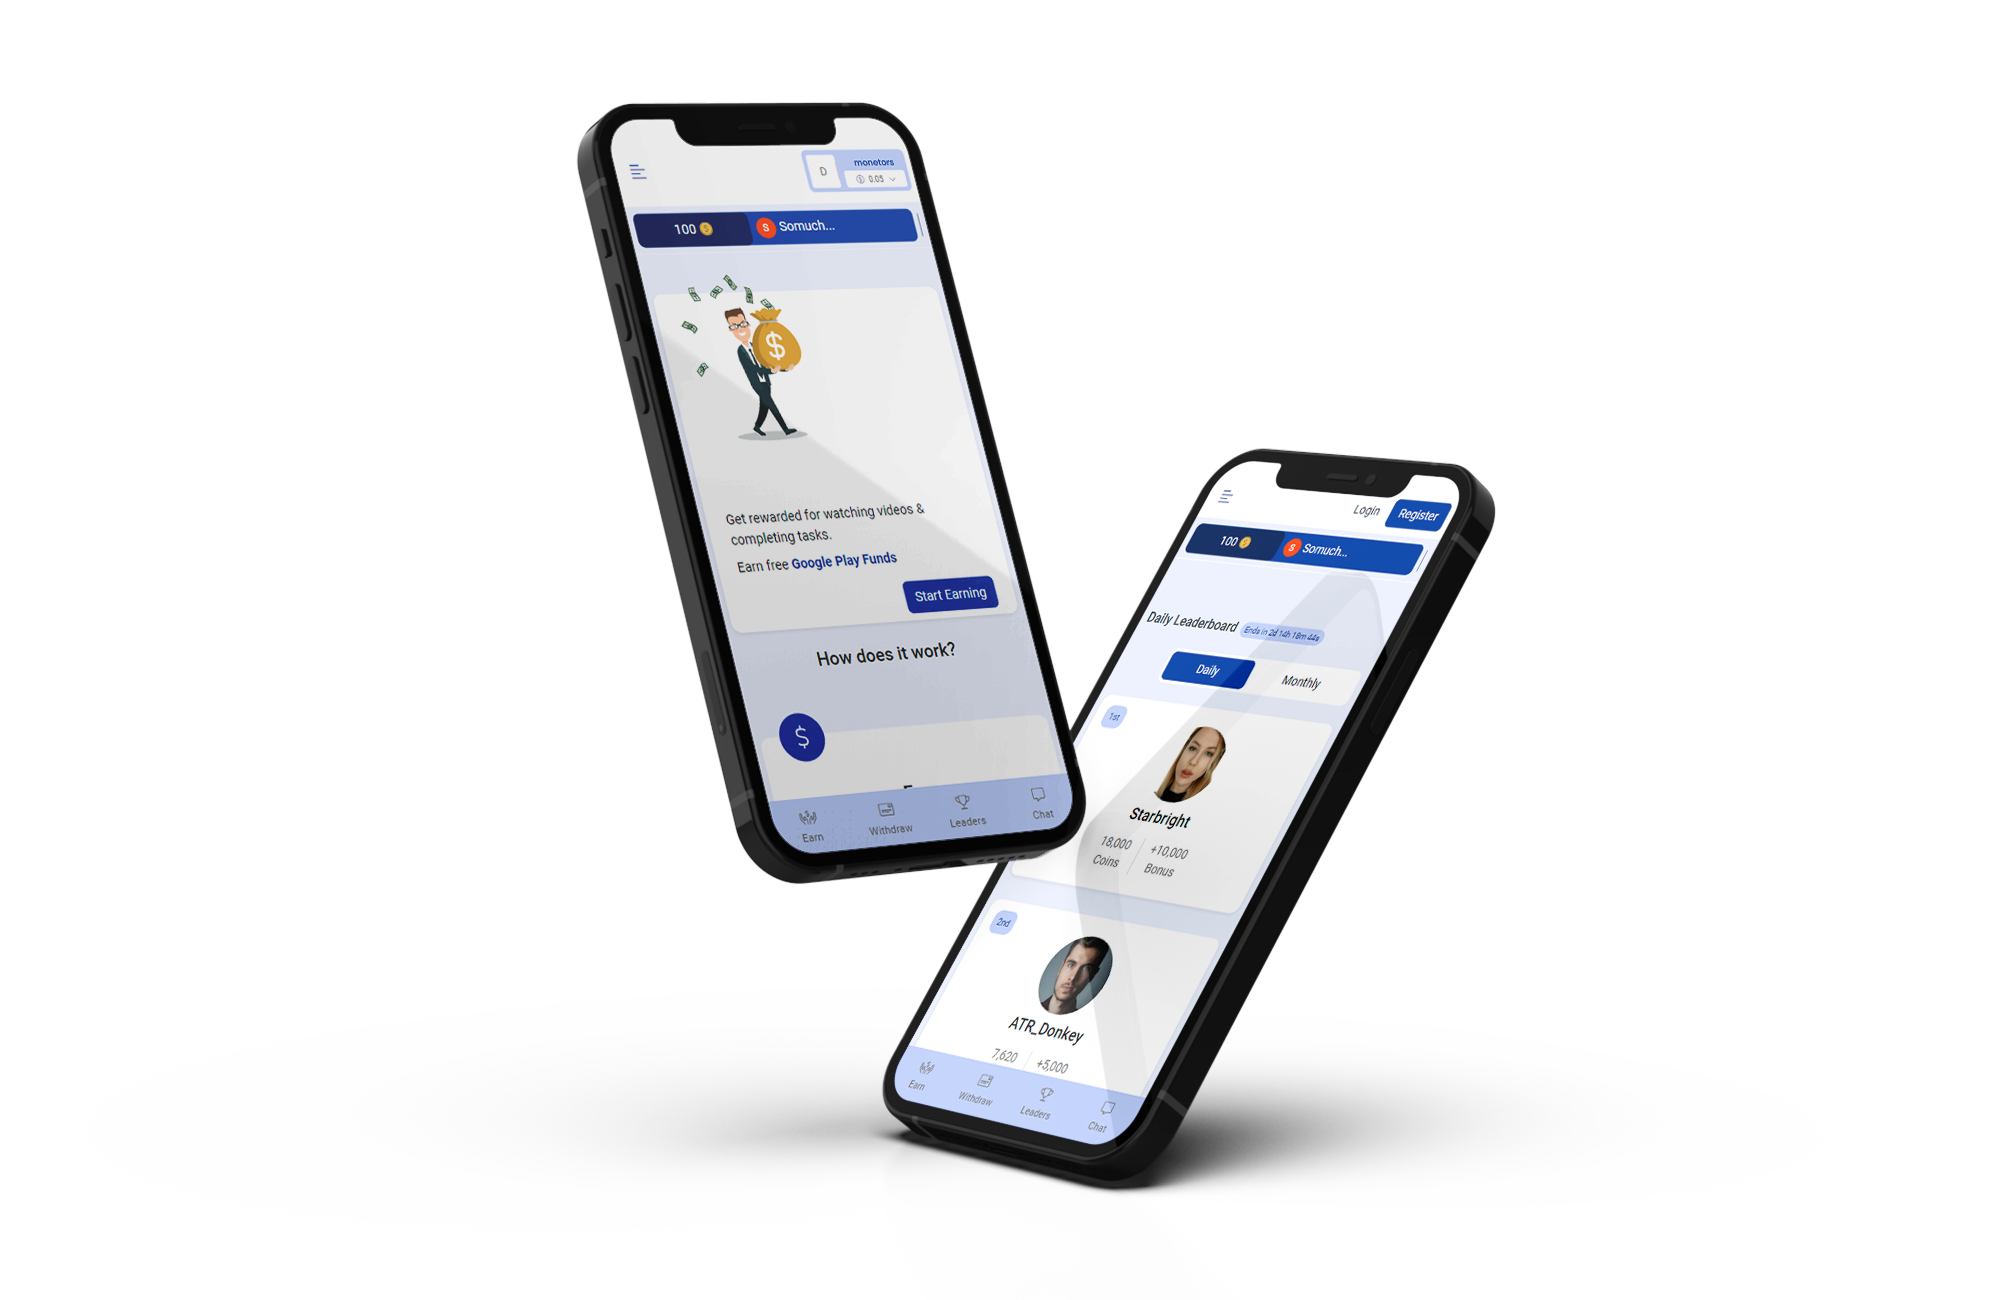 D
monetors
0.05
100
S Somuch...
$
Get rewarded for watching videos &
completing tasks.
Earn free Google Play Funds
Start Earning
How does it work?
$
Earn
Withdraw
Leaders
Chat
Login
Register
100
S Somuch...
Daily Leaderboard
Ends in 2d 14h 18m 44s
Daily
Monthly
1st
Starbright
18,000
Coins
+10,000
Bonus
2nd
ATR_Donkey
7,620
+5,000
Earn
Withdraw
Leaders
Chat